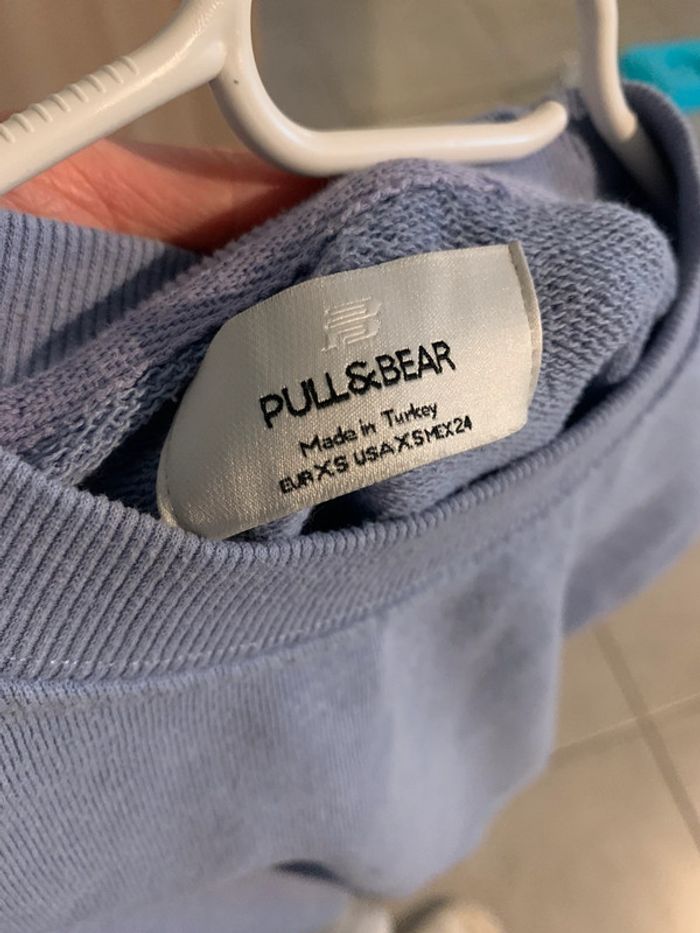 PULL&BEAR
Made in Turkey
EUR XS USA XS MEX 24